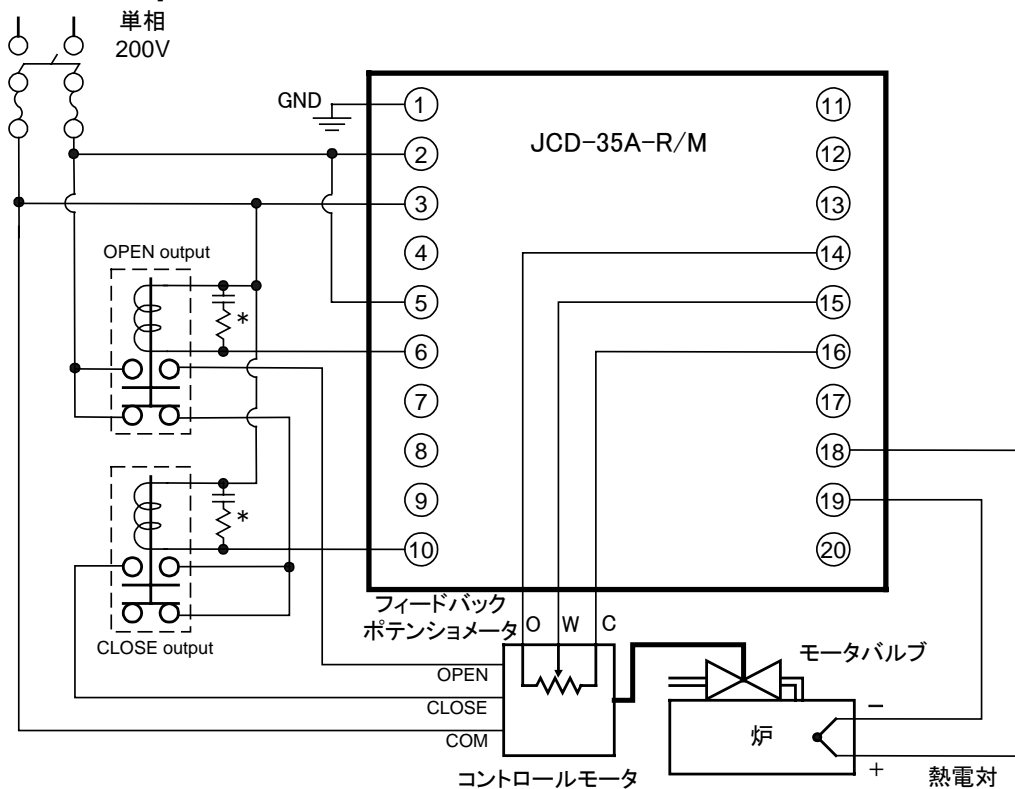 単相
200V
GND
JCD-35A-R/M
1
2
3
4
5
6
7
8
9
10
11
12
13
14
15
16
17
18
19
20
OPEN output
*
CLOSE output
*
フィードバック
ポテンショメータ
O W C
OPEN
CLOSE
COM
コントロールモータ
モータバルブ
炉
−
+
熱電対